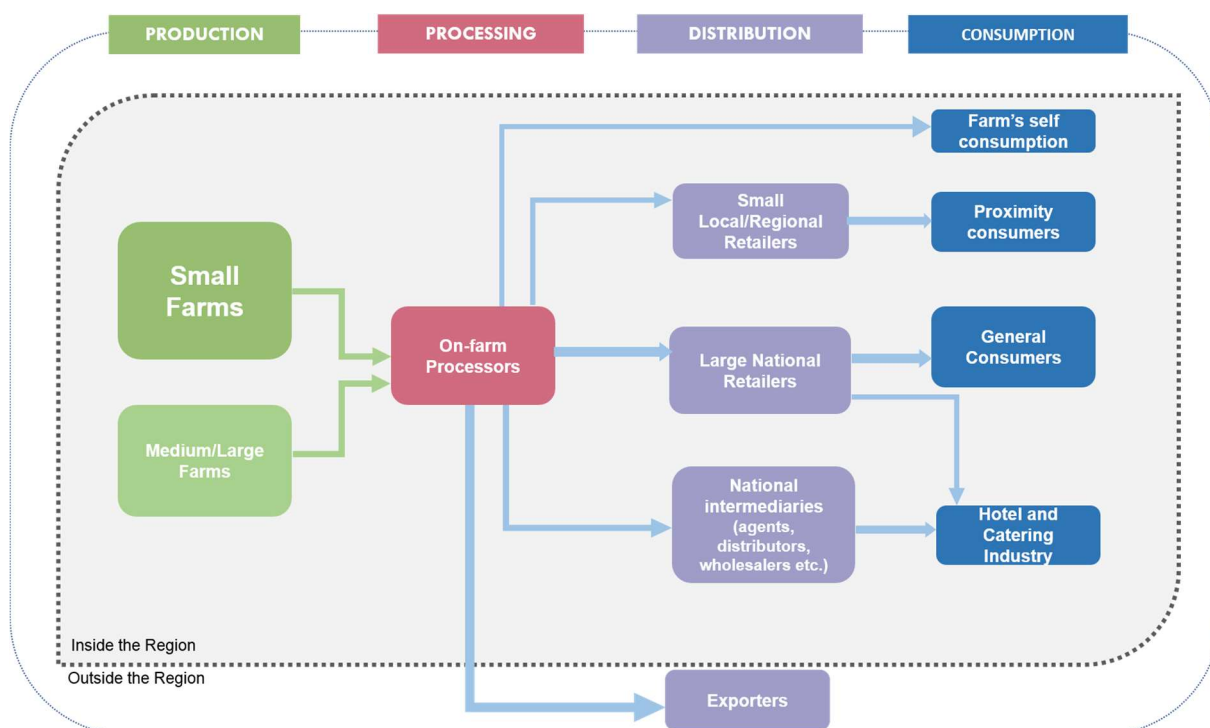 PRODUCTION
PROCESSING
DISTRIBUTION
CONSUMPTION
Farm's self
consumption
Small
Local/Regional
Retailers
Proximity
consumers
Small
Farms
On-farm
Processors
Large National
Retailers
General
Consumers
Medium/Large
Farms
National
intermediaries
(agents,
distributors,
wholesalers etc.)
Hotel and
Catering
Industry
Inside the Region
Outside the Region
Exporters